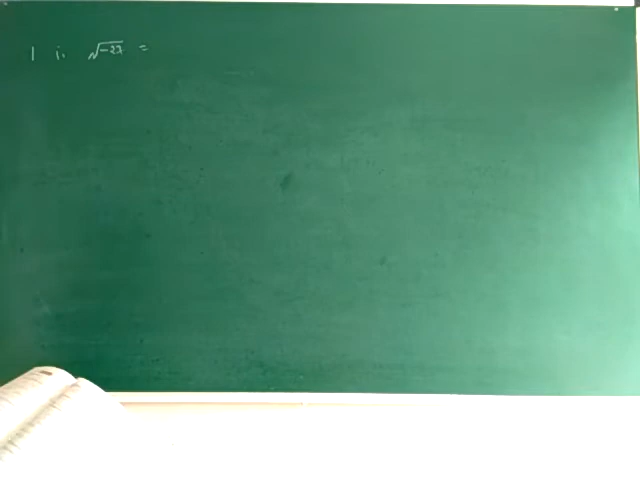 1 i. √-27 =